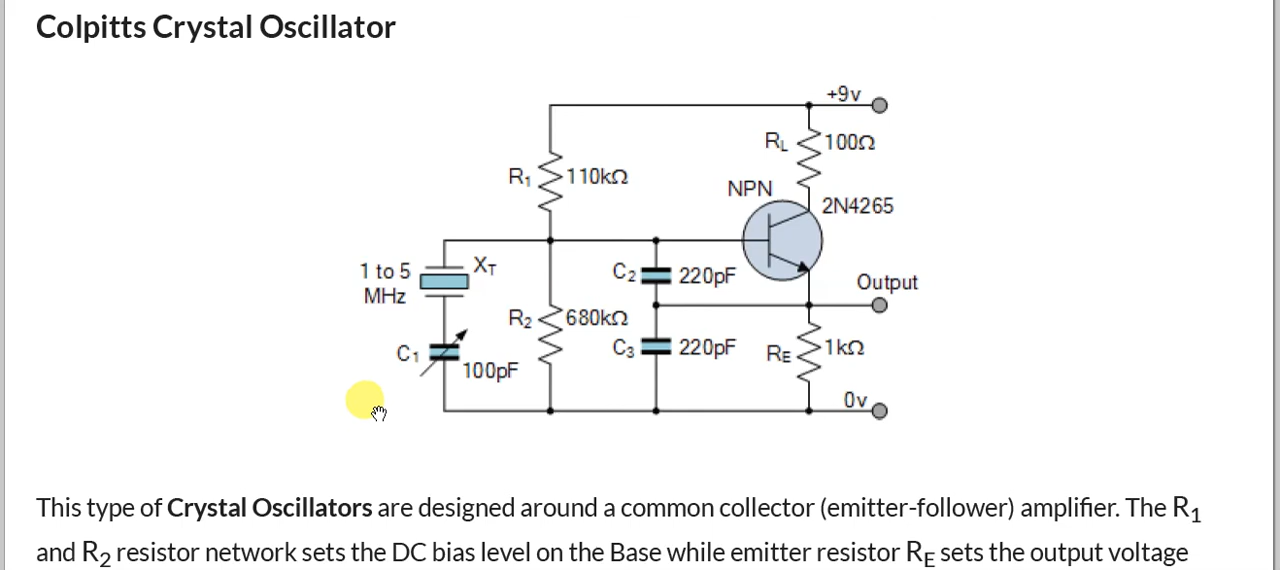 Colpitts Crystal Oscillator
+9v
RL 100Ω
R1 110kΩ
NPN
2N4265
1 to 5
MHz
XT
C2 220pF
Output
R2 680kΩ
C3 220pF
RE 1kΩ
C1
100pF
0v
This type of Crystal Oscillators are designed around a common collector (emitter-follower) amplifier. The R1
and R2 resistor network sets the DC bias level on the Base while emitter resistor RE sets the output voltage